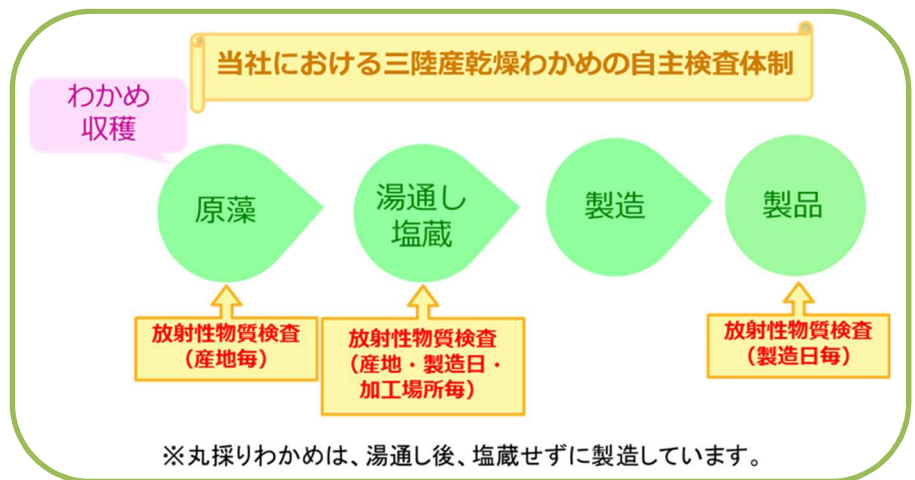 当社における三陸産乾燥わかめの自主検査体制
わかめ
収穫
原藻
湯通し
塩蔵
製造
製品
放射性物質検査
（産地毎）
放射性物質検査
（産地・製造日・
加工場所毎）
放射性物質検査
（製造日毎）
※丸採りわかめは、湯通し後、塩蔵せずに製造しています。